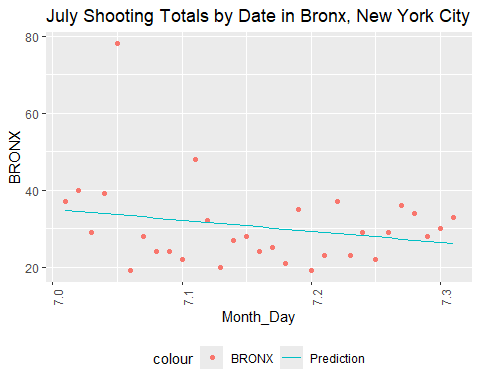 July Shooting Totals by Date in Bronx, New York City
80
60
40
20
BRONX
7.0
7.1
7.2
7.3
Month_Day
colour BRONX Prediction